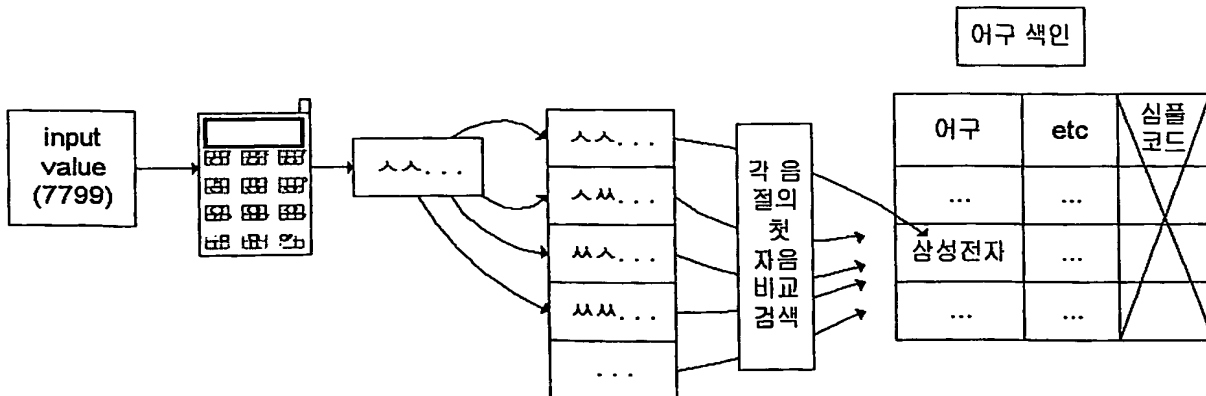 어구 색인
input
value
(7799)
ㅅㅅ...
ㅅㅅ...
ㅅㅆ...
ㅆㅅ...
ㅆㅆ...
...
각 음
절의
첫
자음
비교
검색
어구 etc 심플
코드
... ...
삼성전자 ...
... ...